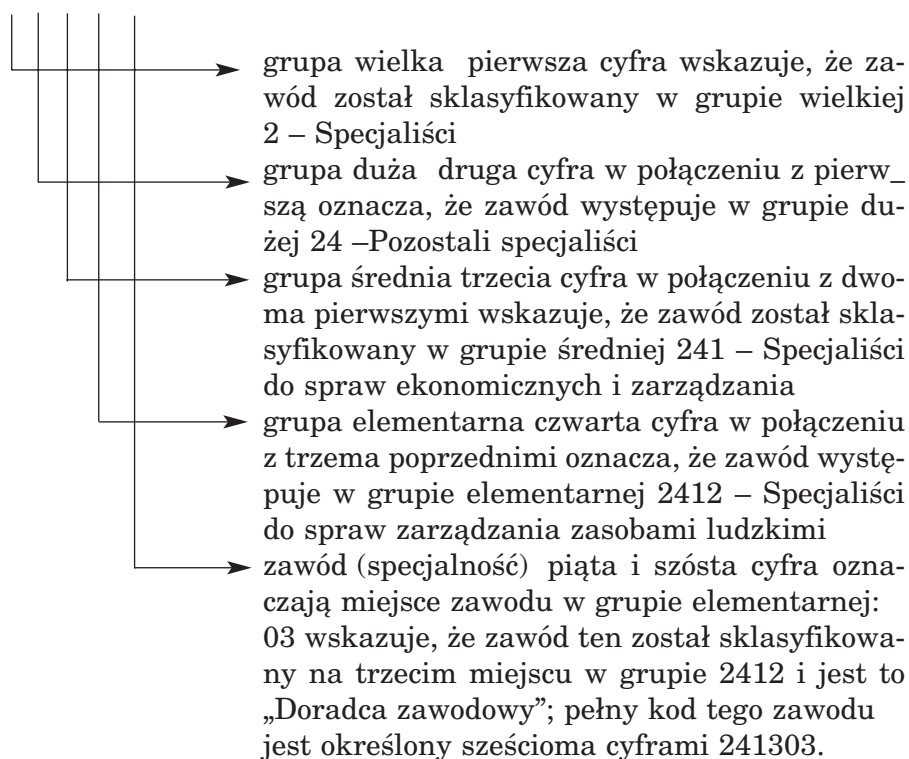 grupa wielka  pierwsza cyfra wskazuje, że za-
wód został sklasyfikowany w grupie wielkiej
2 – Specjaliści
grupa duża  druga cyfra w połączeniu z pierw_
szą oznacza, że zawód występuje w grupie du-
żej 24 –Pozostali specjaliści
grupa średnia trzecia cyfra w połączeniu z dwo-
ma pierwszymi wskazuje, że zawód został skla-
syfikowany w grupie średniej 241 – Specjaliści
do spraw ekonomicznych i zarządzania
grupa elementarna czwarta cyfra w połączeniu
z trzema poprzednimi oznacza, że zawód wystę-
puje w grupie elementarnej 2412 – Specjaliści
do spraw zarządzania zasobami ludzkimi
zawód (specjalność)  piąta i szósta cyfra ozna-
czają miejsce zawodu w grupie elementarnej:
03 wskazuje, że zawód ten został sklasyfikowa-
ny na trzecim miejscu w grupie 2412 i jest to
„Doradca zawodowy”; pełny kod tego zawodu
jest określony sześcioma cyframi 241303.